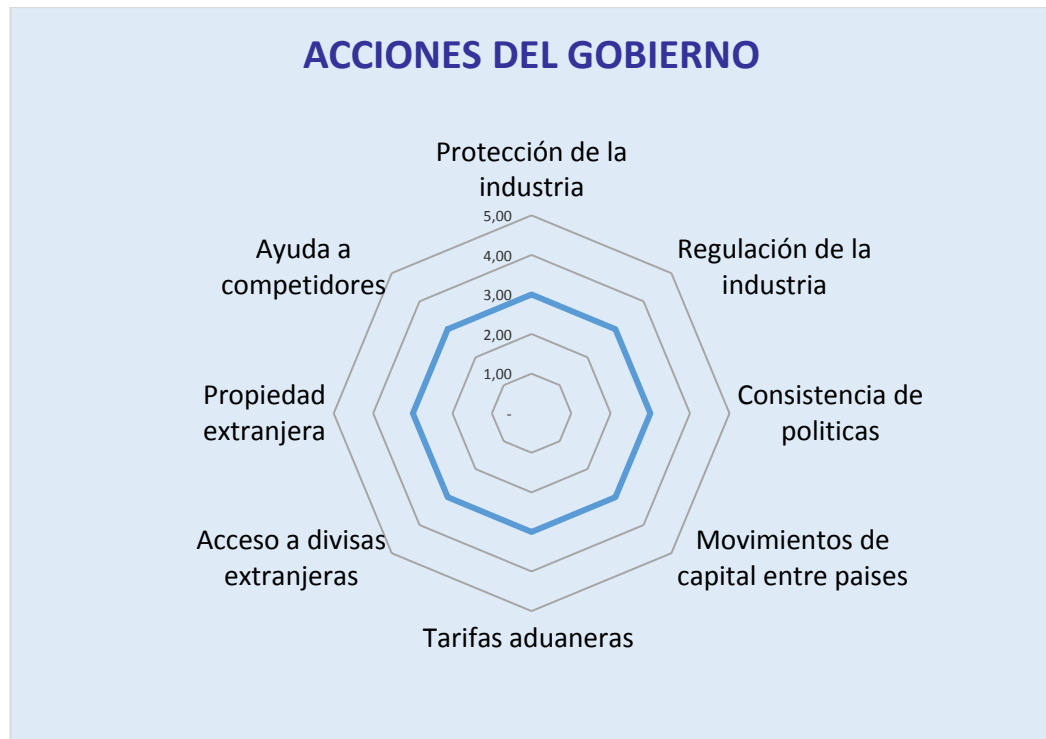 ACCIONES DEL GOBIERNO
Protección de la
industria
Regulación de la
industria
Consistencia de
politicas
Movimientos de
capital entre paises
Tarifas aduaneras
Acceso a divisas
extranjeras
Propiedad
extranjera
Ayuda a
competidores
5,00
4,00
3,00
2,00
1,00
-